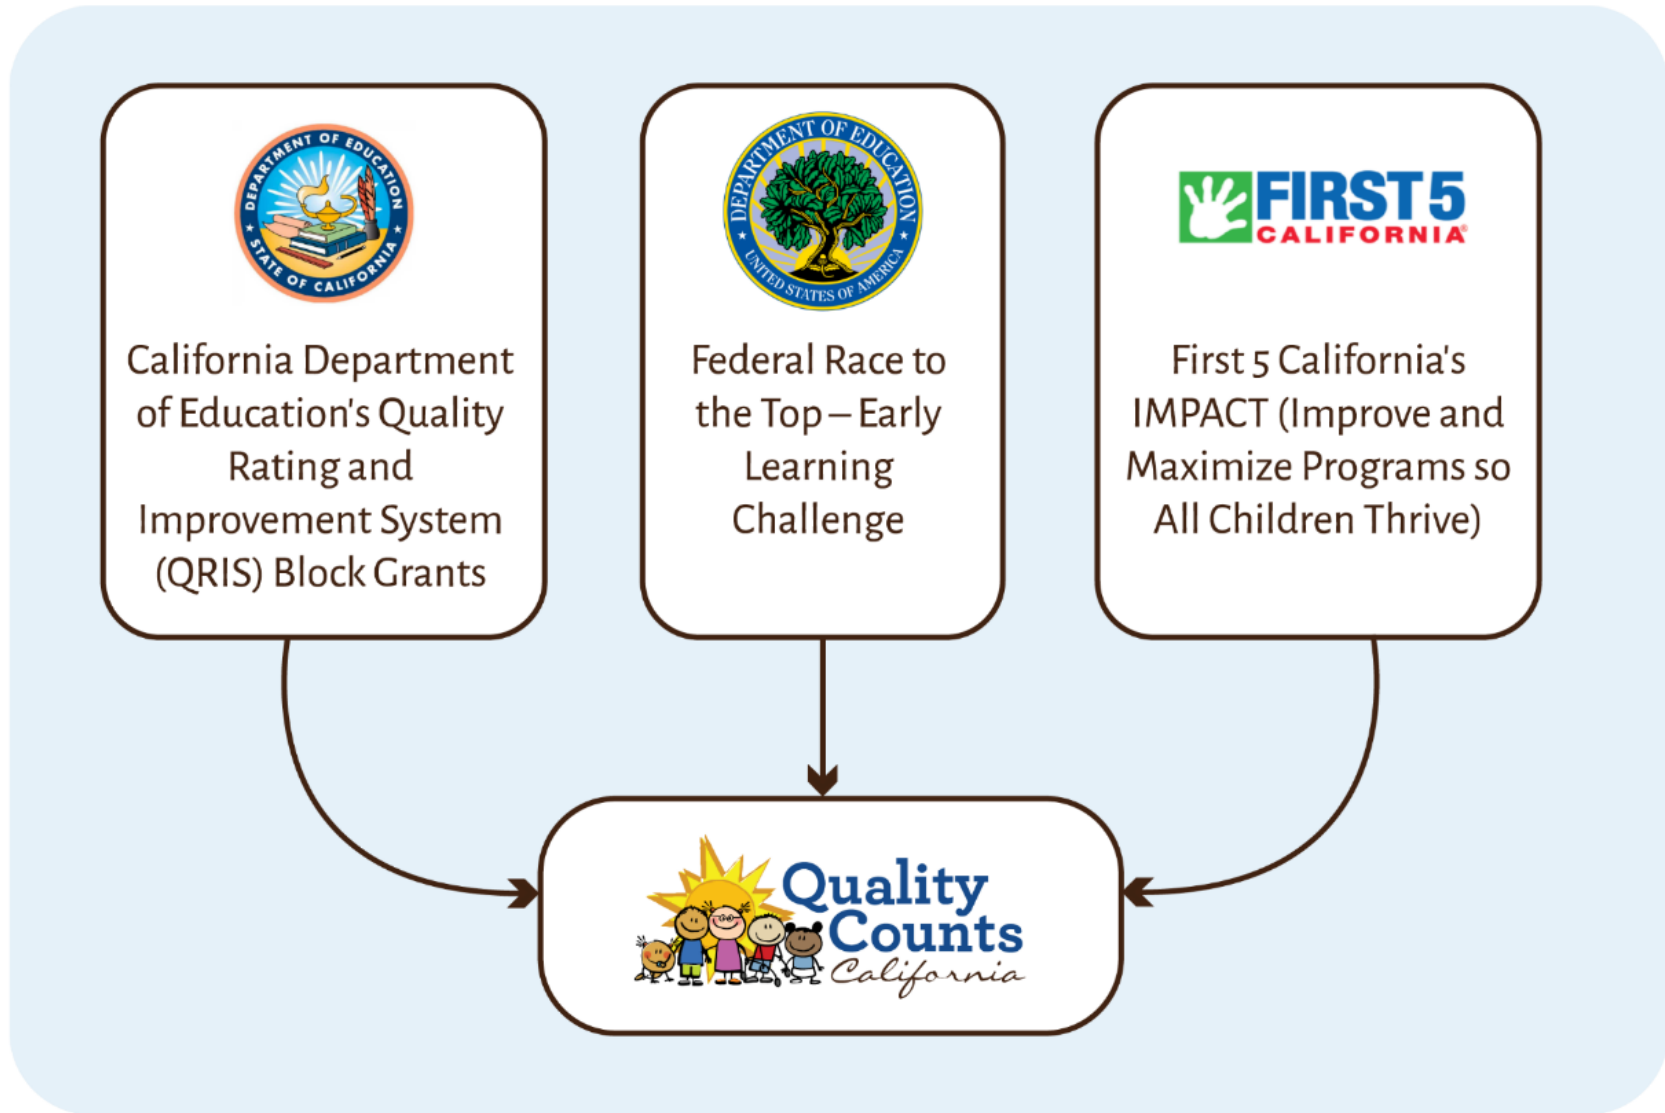 DEPARTMENT OF EDUCATION
STATE OF CALIFORNIA
California Department
of Education's Quality
Rating and
Improvement System
(QRIS) Block Grants
DEPARTMENT OF EDUCATION
UNITED STATES OF AMERICA
Federal Race to
the Top – Early
Learning
Challenge
FIRST 5
CALIFORNIA®
First 5 California's
IMPACT (Improve and
Maximize Programs so
All Children Thrive)
Quality
Counts
California